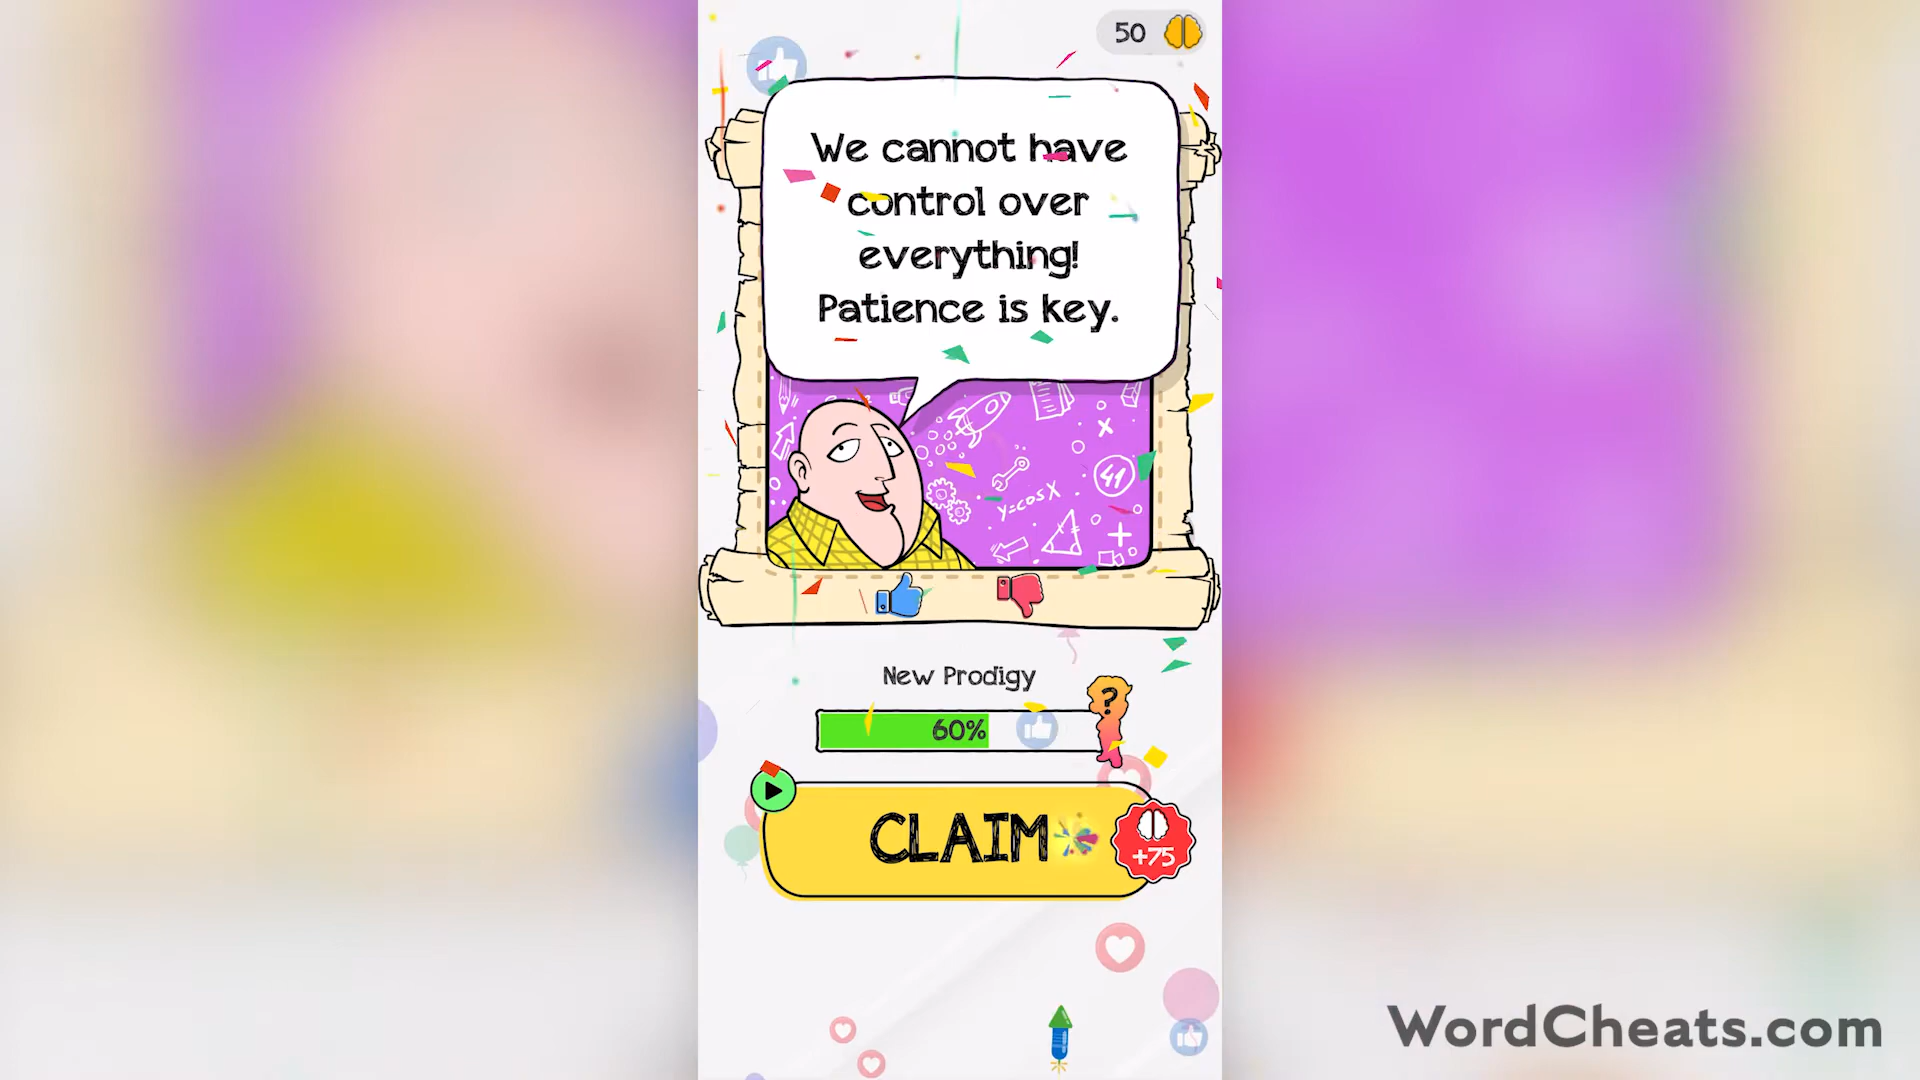 50
We cannot have
control over
everything!
Patience is key.
x
41
y=cosx
+
New Prodigy
?
60%
CLAIM
+75
WordCheats.com